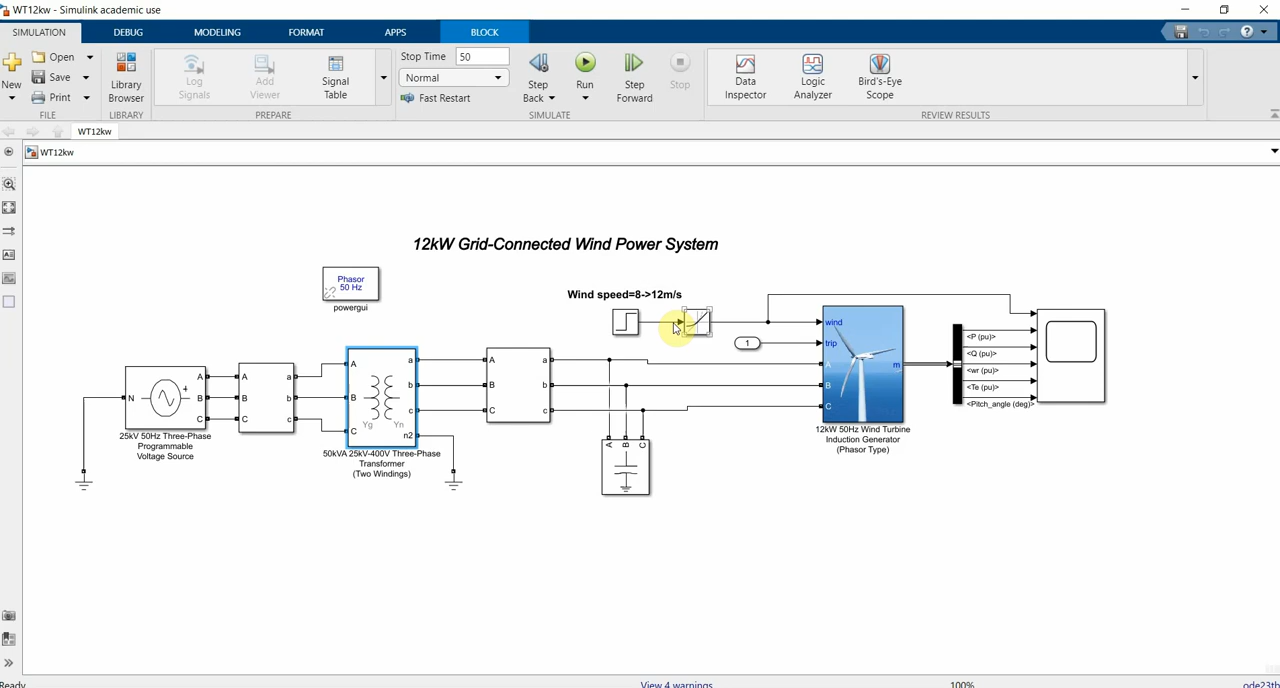 WT12kw - Simulink academic use
SIMULATION DEBUG MODELING FORMAT APPS BLOCK
New
Open
Save
Print
FILE
Library
Browser
LIBRARY
Log
Signals
Add
Viewer
Signal
Table
PREPARE
Stop Time 50
Normal
Fast Restart
Step
Back
Run
Step
Forward
Stop
SIMULATE
Data
Inspector
Logic
Analyzer
Bird's-Eye
Scope
REVIEW RESULTS
WT12kw
WT12kw
12kW Grid-Connected Wind Power System
Phasor
50 Hz
powergui
Wind speed=8->12m/s
1
wind
trip
A
B
C
m
12kW 50Hz Wind Turbine
Induction Generator
(Phasor Type)
<P (pu)>
<Q (pu)>
<wr (pu)>
<Te (pu)>
<Pitch_angle (deg)>
N
A
B
C
25kV 50Hz Three-Phase
Programmable
Voltage Source
A a
B b
C c
A a
B b
C c
n2
Yg Yn
50kVA 25kV-400V Three-Phase
Transformer
(Two Windings)
A a
B b
C c
A B C
Ready
View 4 warnings
100%
ode23tb